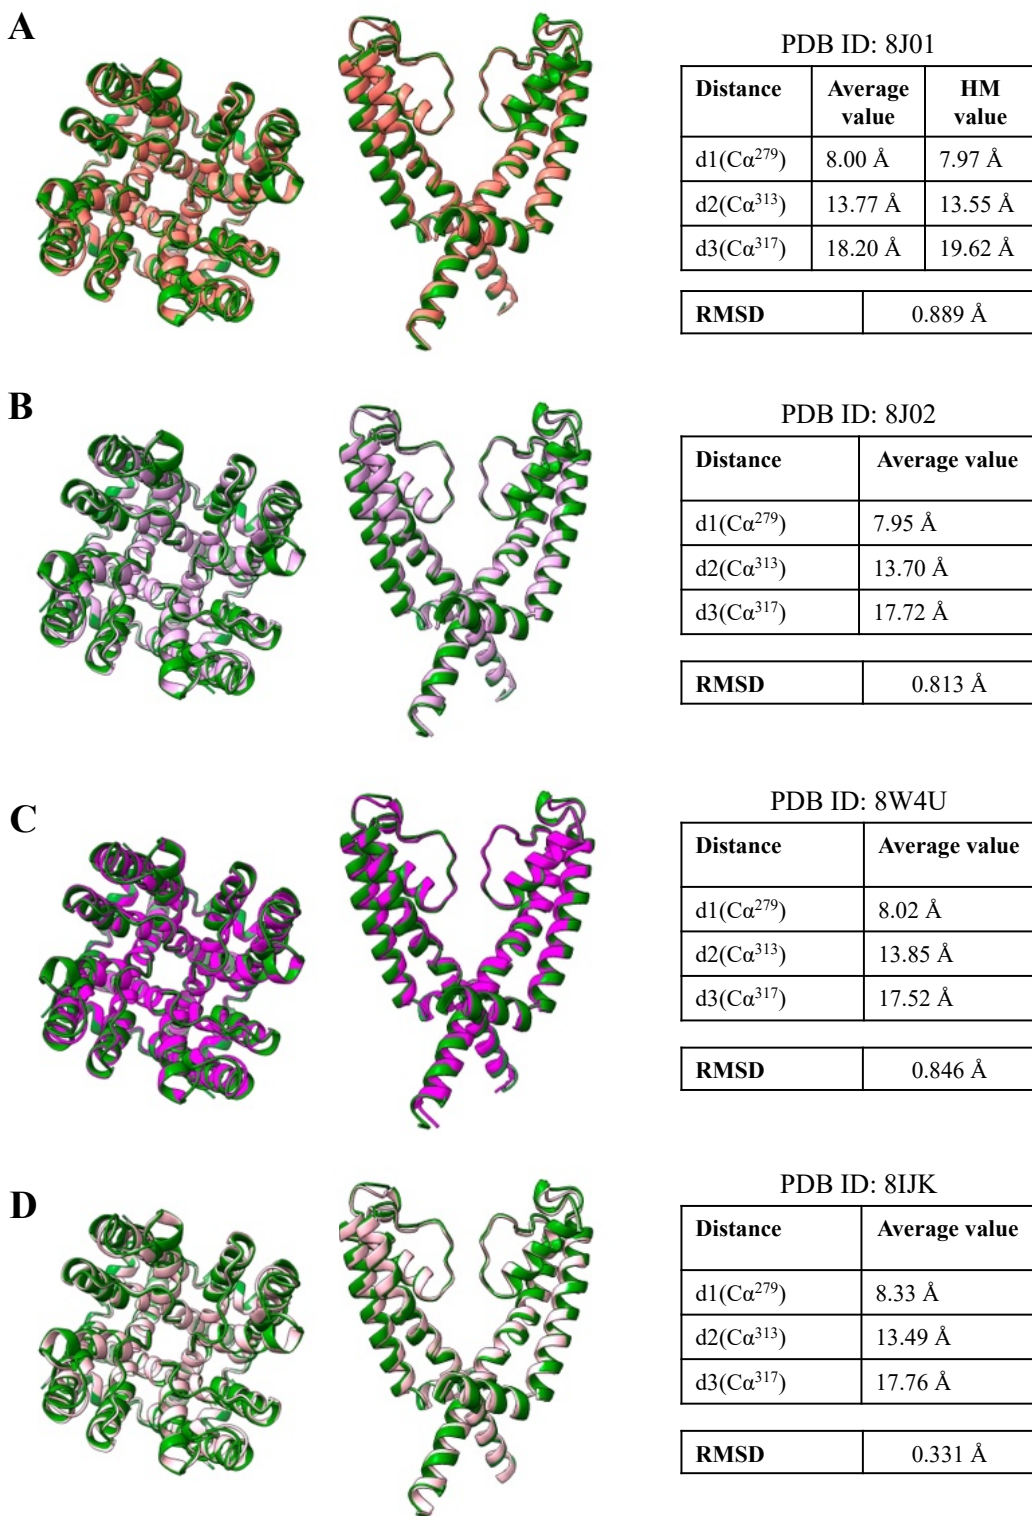 A
PDB ID: 8J01
Distance Average value HM value
d1(Cα²⁷⁹) 8.00 Å 7.97 Å
d2(Cα³¹³) 13.77 Å 13.55 Å
d3(Cα³¹⁷) 18.20 Å 19.62 Å
RMSD 0.889 Å
B
PDB ID: 8J02
Distance Average value
d1(Cα²⁷⁹) 7.95 Å
d2(Cα³¹³) 13.70 Å
d3(Cα³¹⁷) 17.72 Å
RMSD 0.813 Å
C
PDB ID: 8W4U
Distance Average value
d1(Cα²⁷⁹) 8.02 Å
d2(Cα³¹³) 13.85 Å
d3(Cα³¹⁷) 17.52 Å
RMSD 0.846 Å
D
PDB ID: 8IJK
Distance Average value
d1(Cα²⁷⁹) 8.33 Å
d2(Cα³¹³) 13.49 Å
d3(Cα³¹⁷) 17.76 Å
RMSD 0.331 Å